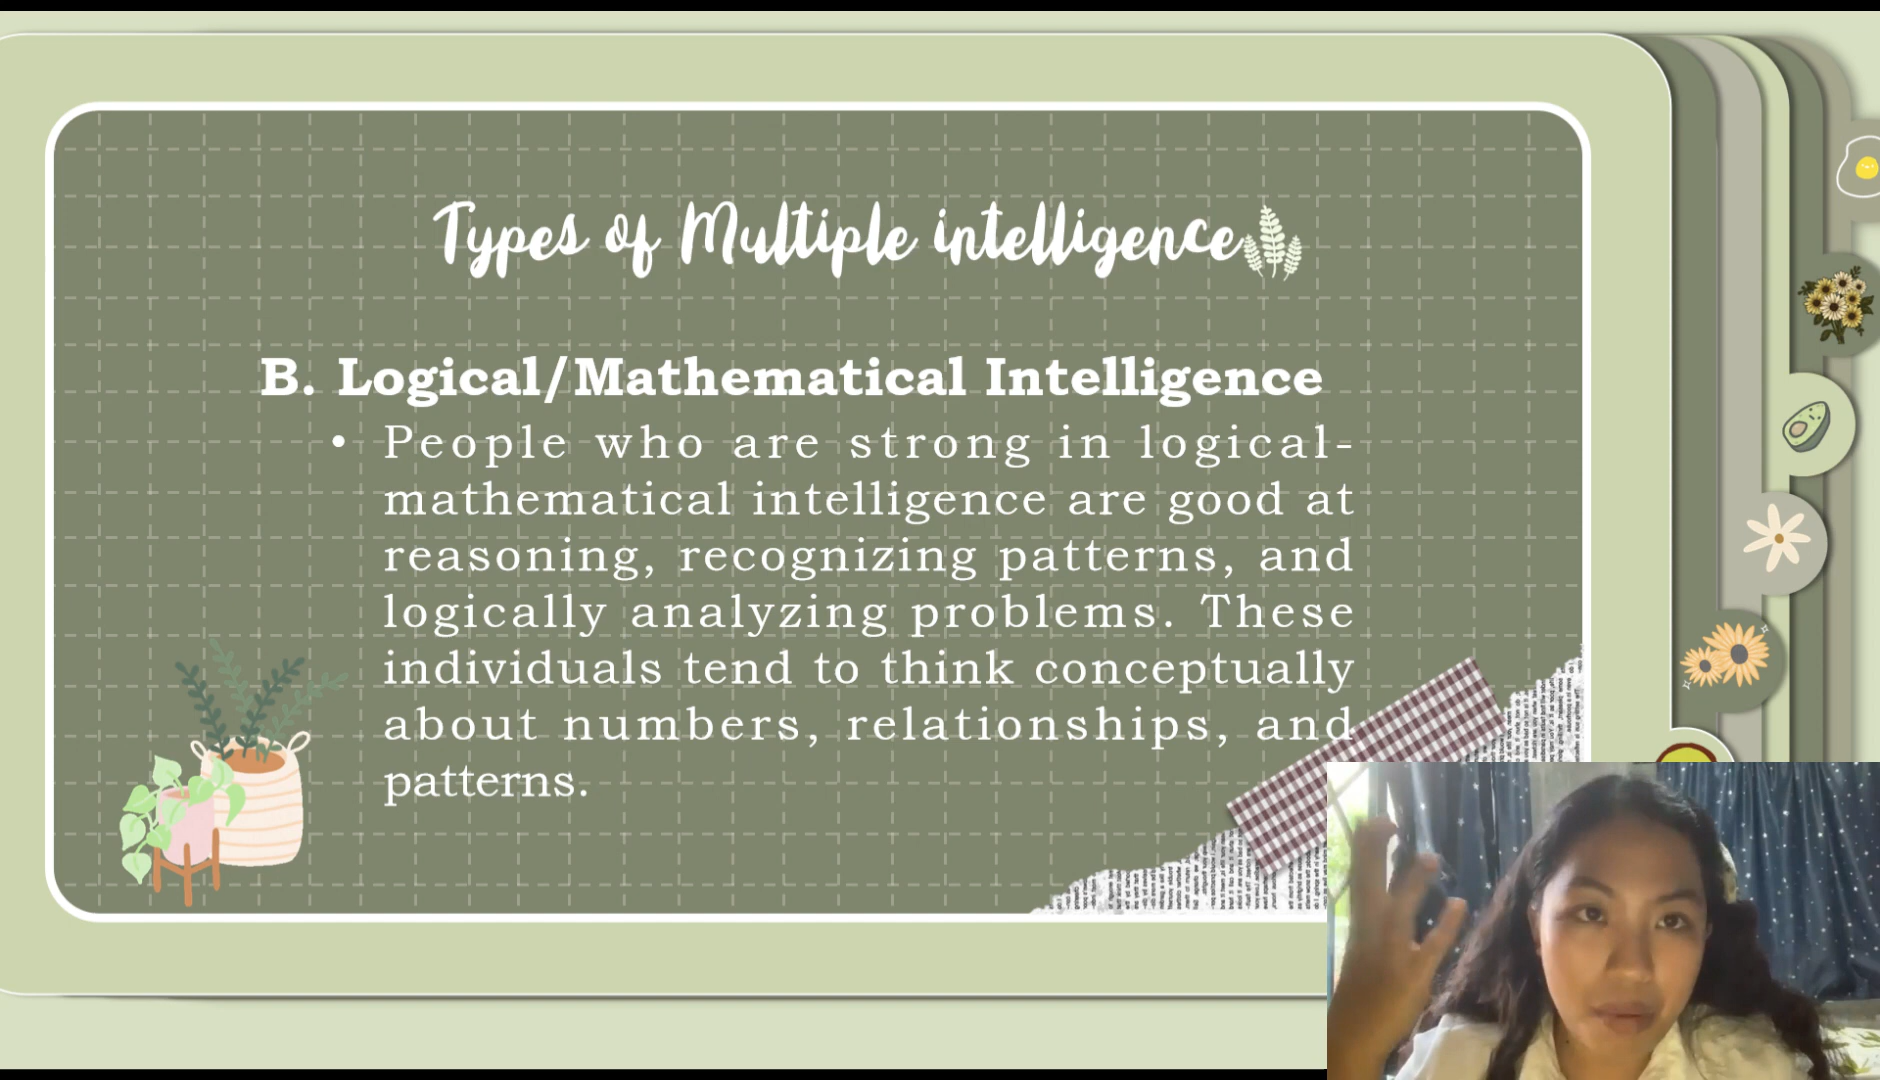 Types of Multiple intelligence
B. Logical/Mathematical Intelligence
• People who are strong in logical-
mathematical intelligence are good at
reasoning, recognizing patterns, and
logically analyzing problems. These
individuals tend to think conceptually
about numbers, relationships, and
patterns.